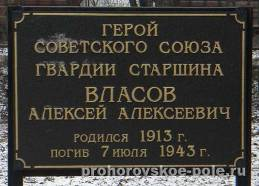 ГЕРОЙ
СОВЕТСКОГО СОЮЗА
ГВАРДИИ СТАРШИНА
ВЛАСОВ
АЛЕКСЕЙ АЛЕКСЕЕВИЧ
РОДИЛСЯ 1913 г.
ПОГИБ 7 ИЮЛЯ 1943 г.
prohorovskoe-pole.ru